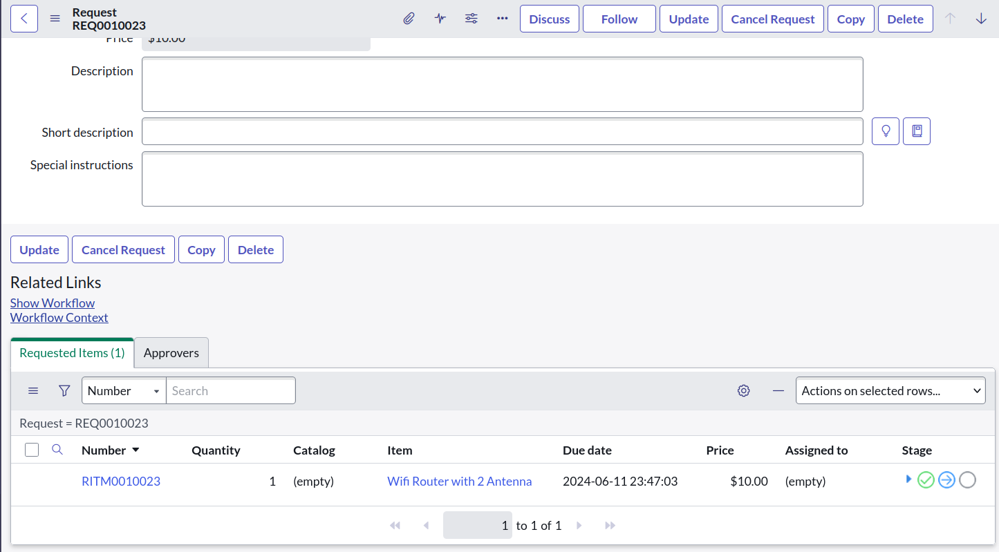 Request
REQ0010023
Discuss
Follow
Update
Cancel Request
Copy
Delete
Price $10.00
Description
Short description
Special instructions
Update
Cancel Request
Copy
Delete
Related Links
Show Workflow
Workflow Context
Requested Items (1)
Approvers
Number
Search
Actions on selected rows...
Request = REQ0010023
Number Quantity Catalog Item Due date Price Assigned to Stage
RITM0010023 1 (empty) Wifi Router with 2 Antenna 2024-06-11 23:47:03 $10.00 (empty)
1 to 1 of 1